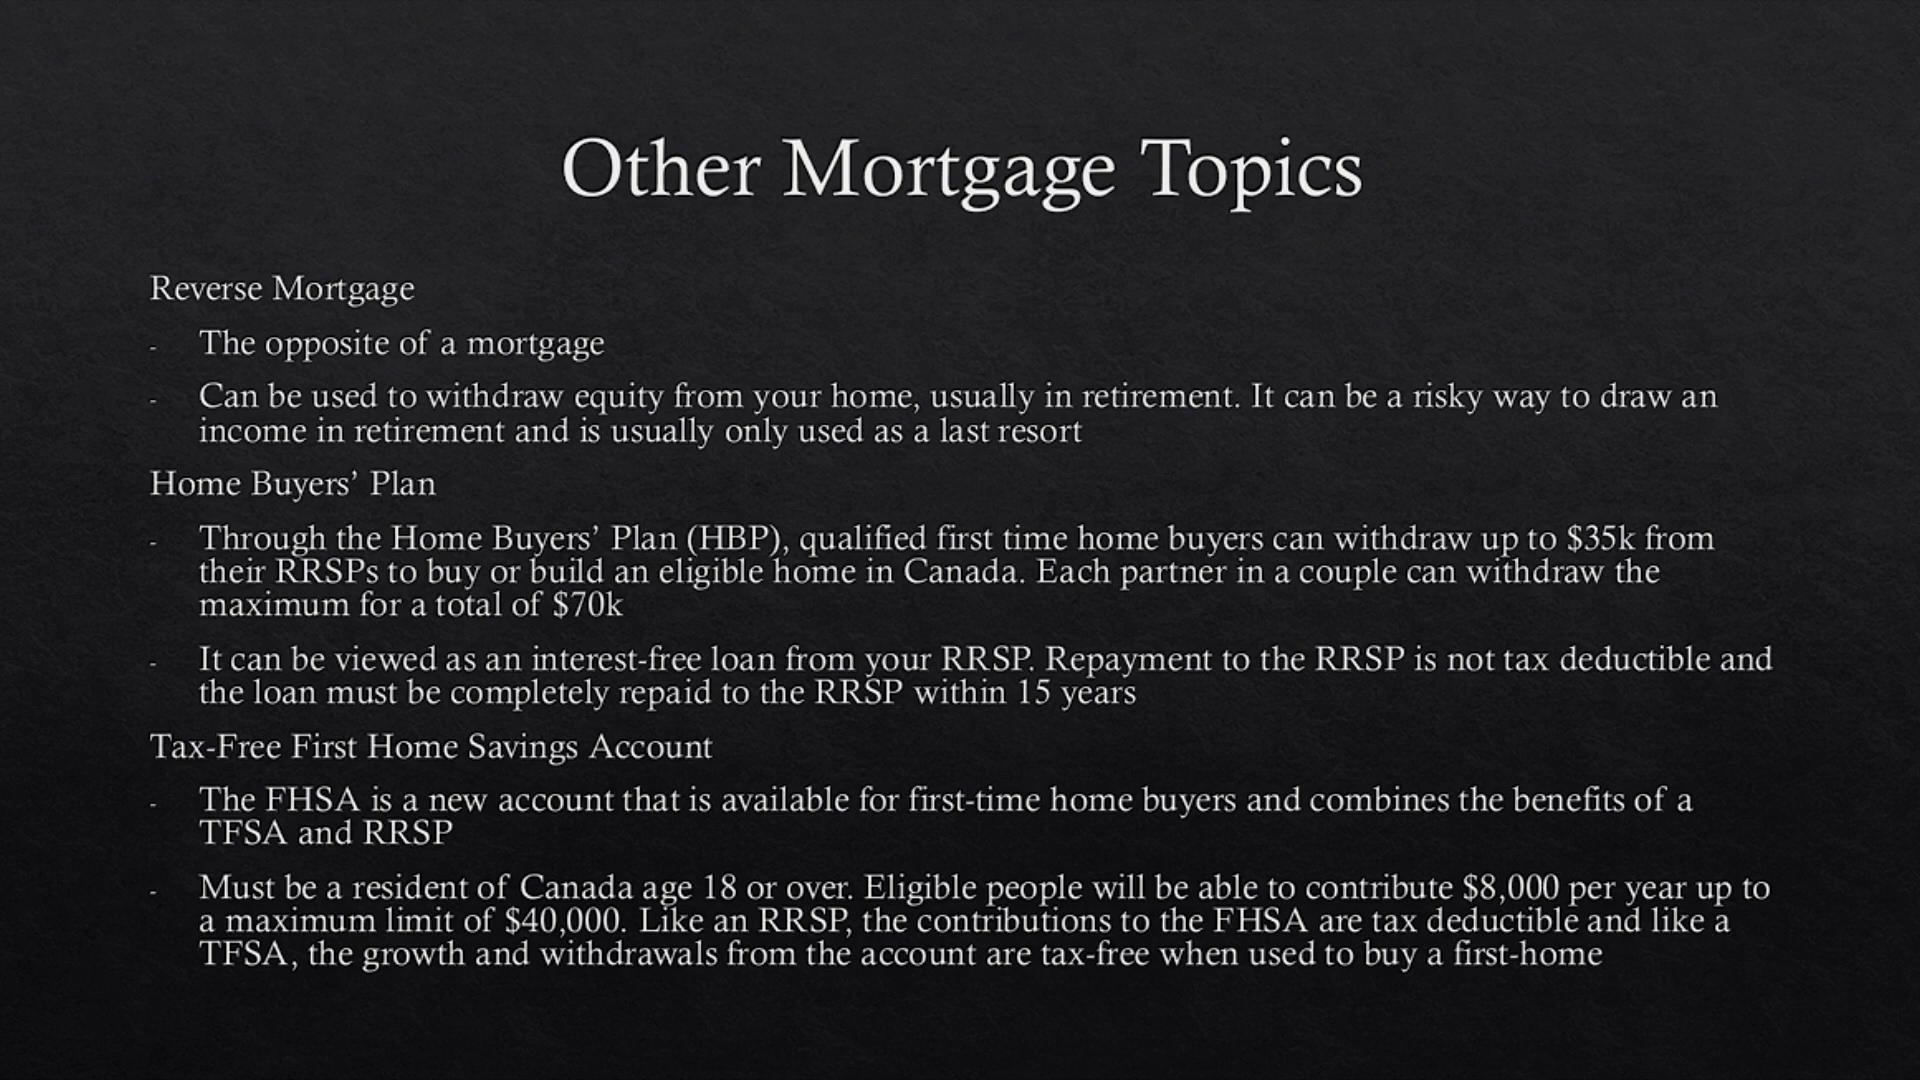 Other Mortgage Topics
Reverse Mortgage
- The opposite of a mortgage
- Can be used to withdraw equity from your home, usually in retirement. It can be a risky way to draw an
income in retirement and is usually only used as a last resort
Home Buyers’ Plan
- Through the Home Buyers’ Plan (HBP), qualified first time home buyers can withdraw up to $35k from
their RRSPs to buy or build an eligible home in Canada. Each partner in a couple can withdraw the
maximum for a total of $70k
- It can be viewed as an interest-free loan from your RRSP. Repayment to the RRSP is not tax deductible and
the loan must be completely repaid to the RRSP within 15 years
Tax-Free First Home Savings Account
- The FHSA is a new account that is available for first-time home buyers and combines the benefits of a
TFSA and RRSP
- Must be a resident of Canada age 18 or over. Eligible people will be able to contribute $8,000 per year up to
a maximum limit of $40,000. Like an RRSP, the contributions to the FHSA are tax deductible and like a
TFSA, the growth and withdrawals from the account are tax-free when used to buy a first-home